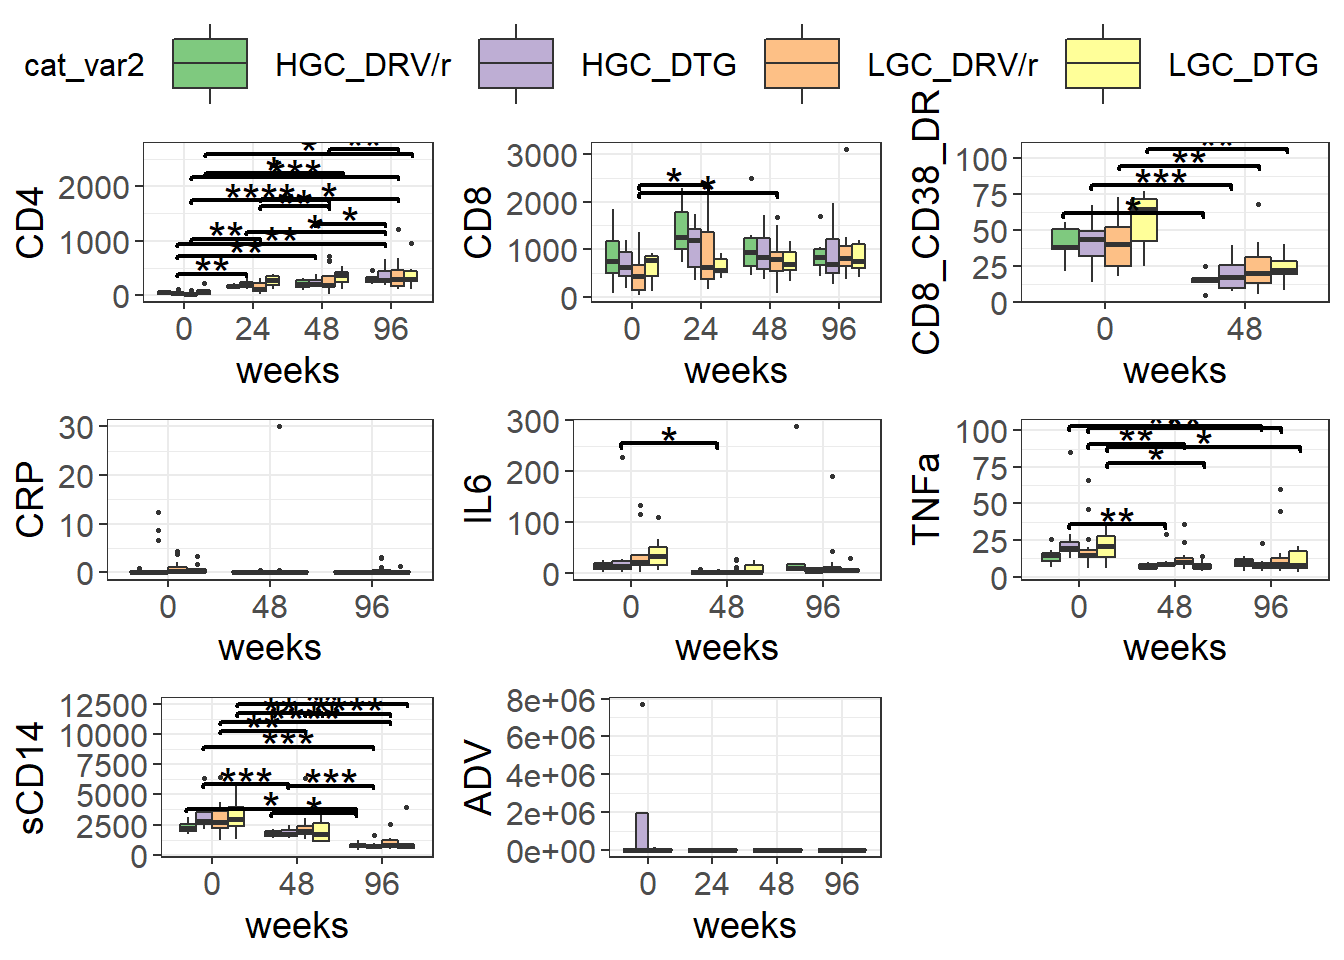 cat_var2 HGC_DRV/r HGC_DTG LGC_DRV/r LGC_DTG
CD4
2000
1000
0
0 24 48 96
weeks
* * **
* ***
**** * **
* *
** **
**
**
CD8
3000
2000
1000
0
0 24 48 96
weeks
* *
CD8_CD38_DR
100
75
50
25
0
0 48
weeks
**
**
***
*
CRP
30
20
10
0
0 48 96
weeks
IL6
300
200
100
0
0 48 96
weeks
*
TNFa
100
75
50
25
0
0 48 96
weeks
***
** *
*
**
sCD14
12500
10000
7500
5000
2500
0
0 48 96
weeks
***
*** ***
* *
ADV
8e+06
6e+06
4e+06
2e+06
0e+00
0 24 48 96
weeks